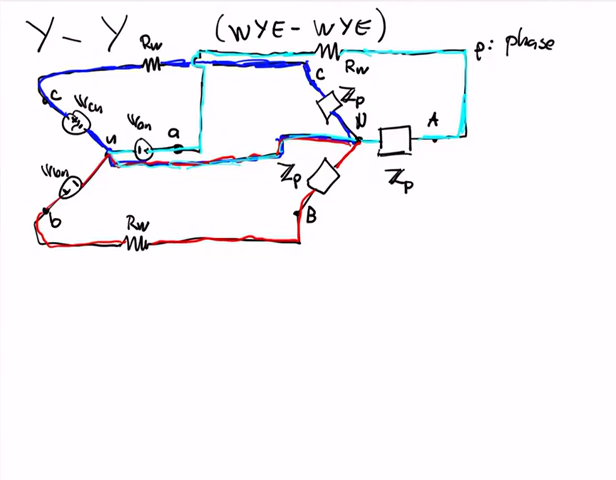 Y - Y (WYE - WYE)
p: phase
Rw
Rw
c
c
Zp
Vcn
N
A
n
Van
a
Zp
Zp
Vbn
b
B
Rw